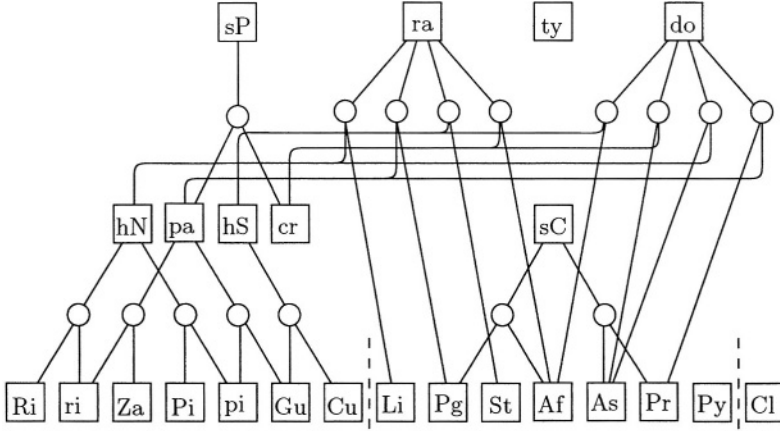 sP ra ty do
hN pa hS cr sC
Ri ri Za Pi pi Gu Cu Li Pg St Af As Pr Py Cl